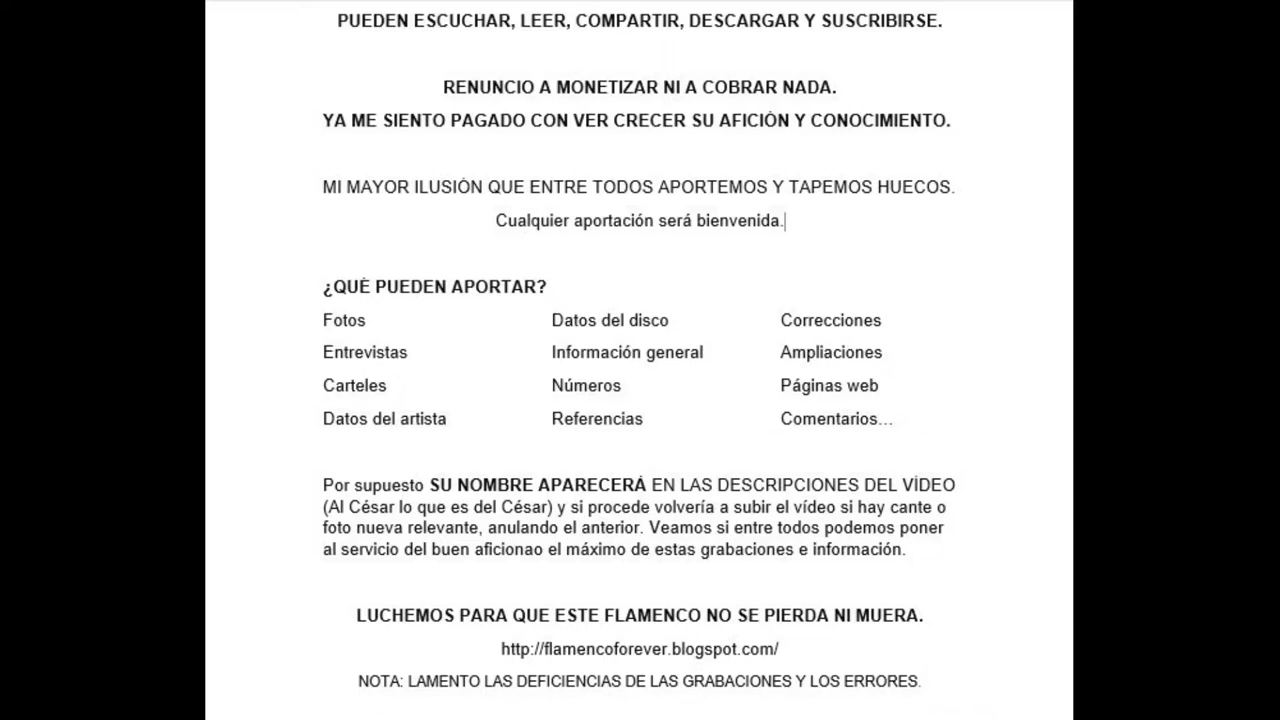 PUEDEN ESCUCHAR, LEER, COMPARTIR, DESCARGAR Y SUSCRIBIRSE.
RENUNCIO A MONETIZAR NI A COBRAR NADA.
YA ME SIENTO PAGADO CON VER CRECER SU AFICIÓN Y CONOCIMIENTO.
MI MAYOR ILUSIÓN QUE ENTRE TODOS APORTEMOS Y TAPEMOS HUECOS.
Cualquier aportación será bienvenida.
¿QUÉ PUEDEN APORTAR?
Fotos Datos del disco Correcciones
Entrevistas Información general Ampliaciones
Carteles Números Páginas web
Datos del artista Referencias Comentarios...
Por supuesto SU NOMBRE APARECERÁ EN LAS DESCRIPCIONES DEL VÍDEO
(Al César lo que es del César) y si procede volvería a subir el vídeo si hay cante o
foto nueva relevante, anulando el anterior. Veamos si entre todos podemos poner
al servicio del buen aficionao el máximo de estas grabaciones e información.
LUCHEMOS PARA QUE ESTE FLAMENCO NO SE PIERDA NI MUERA.
http://flamencoforever.blogspot.com/
NOTA: LAMENTO LAS DEFICIENCIAS DE LAS GRABACIONES Y LOS ERRORES.